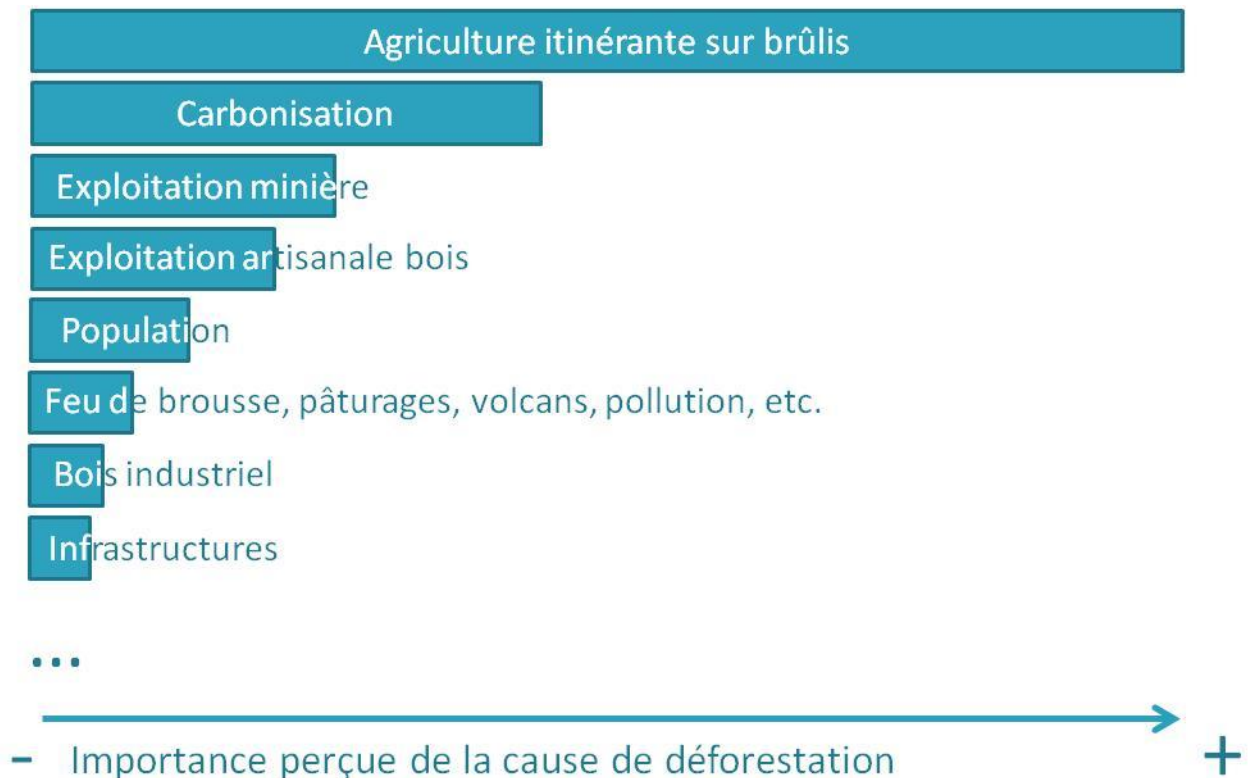 Agriculture itinérante sur brûlis
Carbonisation
Exploitation minière
Exploitation artisanale bois
Population
Feu de brousse, pâturages, volcans, pollution, etc.
Bois industriel
Infrastructures
...
- Importance perçue de la cause de déforestation +